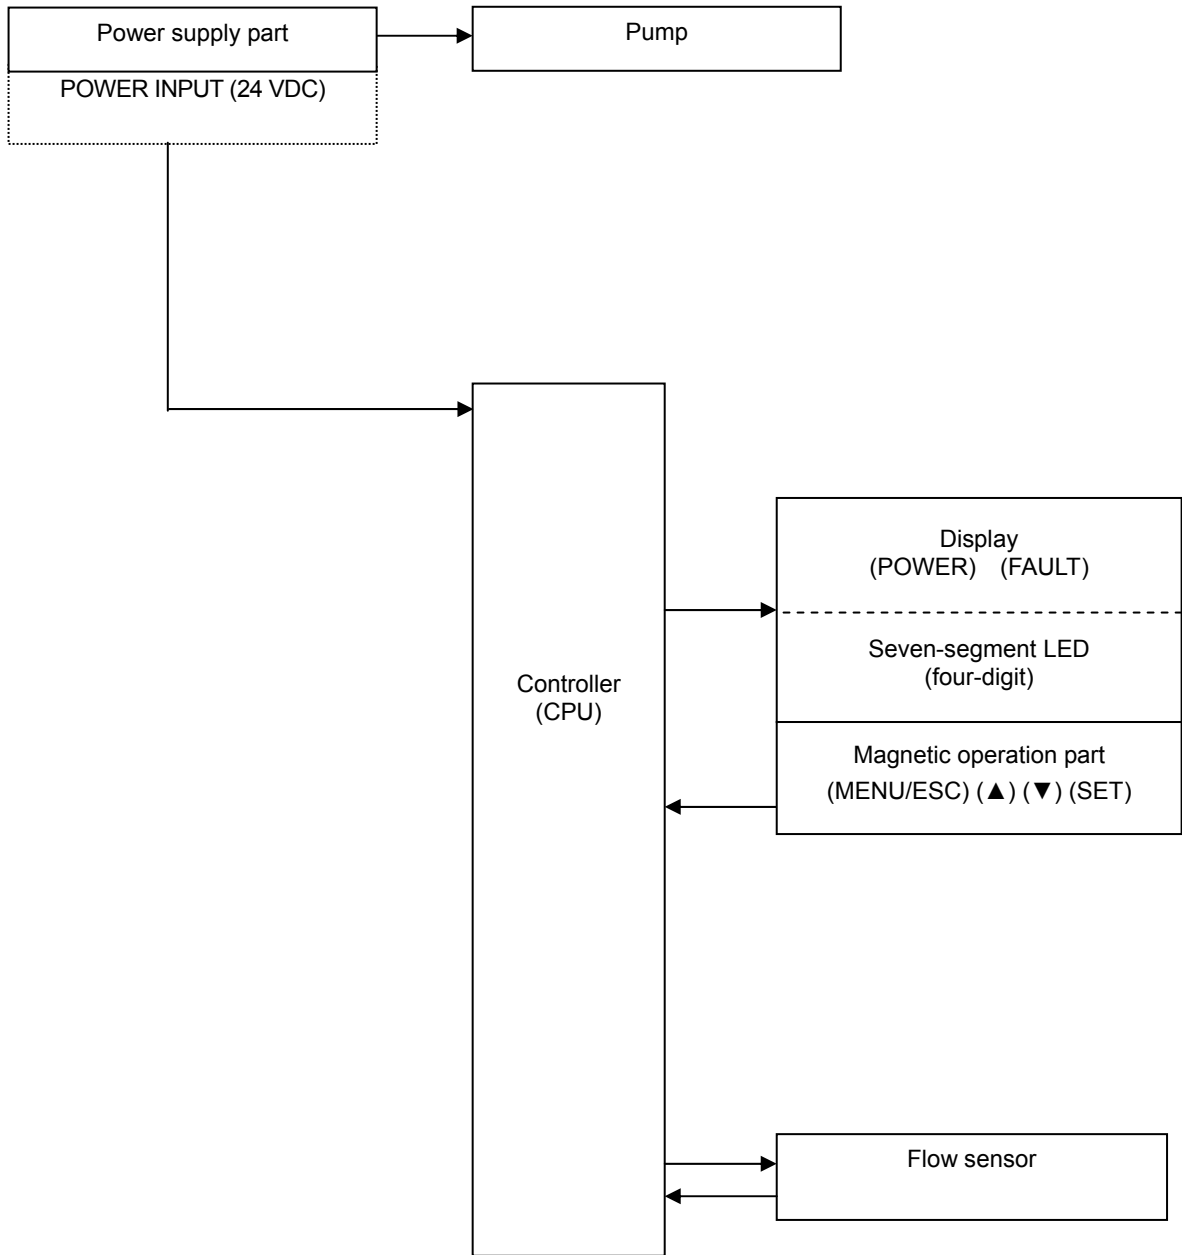 Power supply part
Pump
POWER INPUT (24 VDC)
Display
(POWER) (FAULT)
Seven-segment LED
(four-digit)
Controller
(CPU)
Magnetic operation part
(MENU/ESC) (▲) (▼) (SET)
Flow sensor